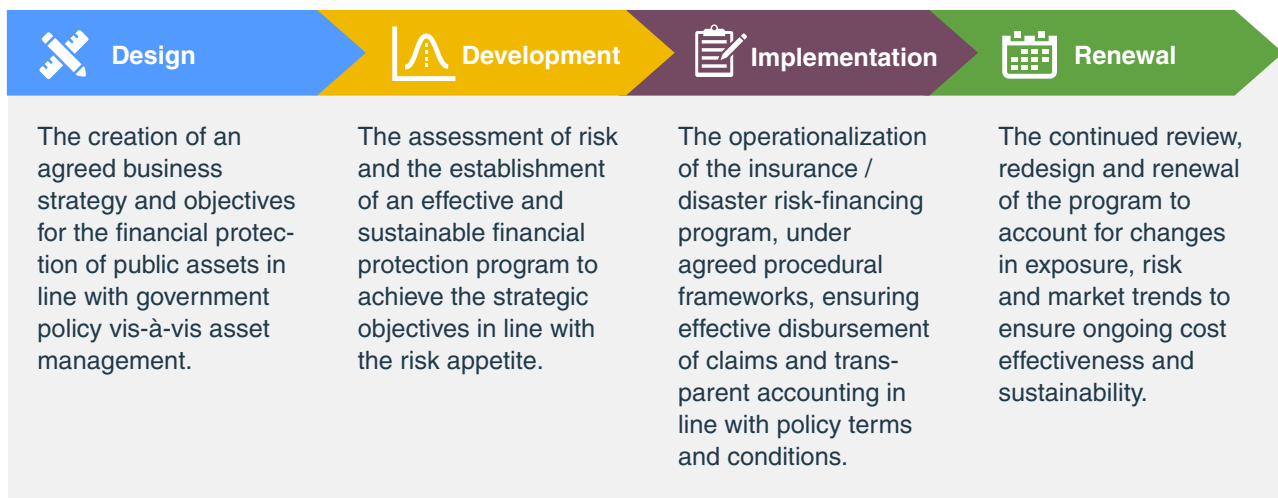 Design
The creation of an
agreed business
strategy and objectives
for the financial protec-
tion of public assets in
line with government
policy vis-à-vis asset
management.
Development
The assessment of risk
and the establishment
of an effective and
sustainable financial
protection program to
achieve the strategic
objectives in line with
the risk appetite.
Implementation
The operationalization
of the insurance /
disaster risk-financing
program, under
agreed procedural
frameworks, ensuring
effective disbursement
of claims and trans-
parent accounting in
line with policy terms
and conditions.
Renewal
The continued review,
redesign and renewal
of the program to
account for changes
in exposure, risk
and market trends to
ensure ongoing cost
effectiveness and
sustainability.